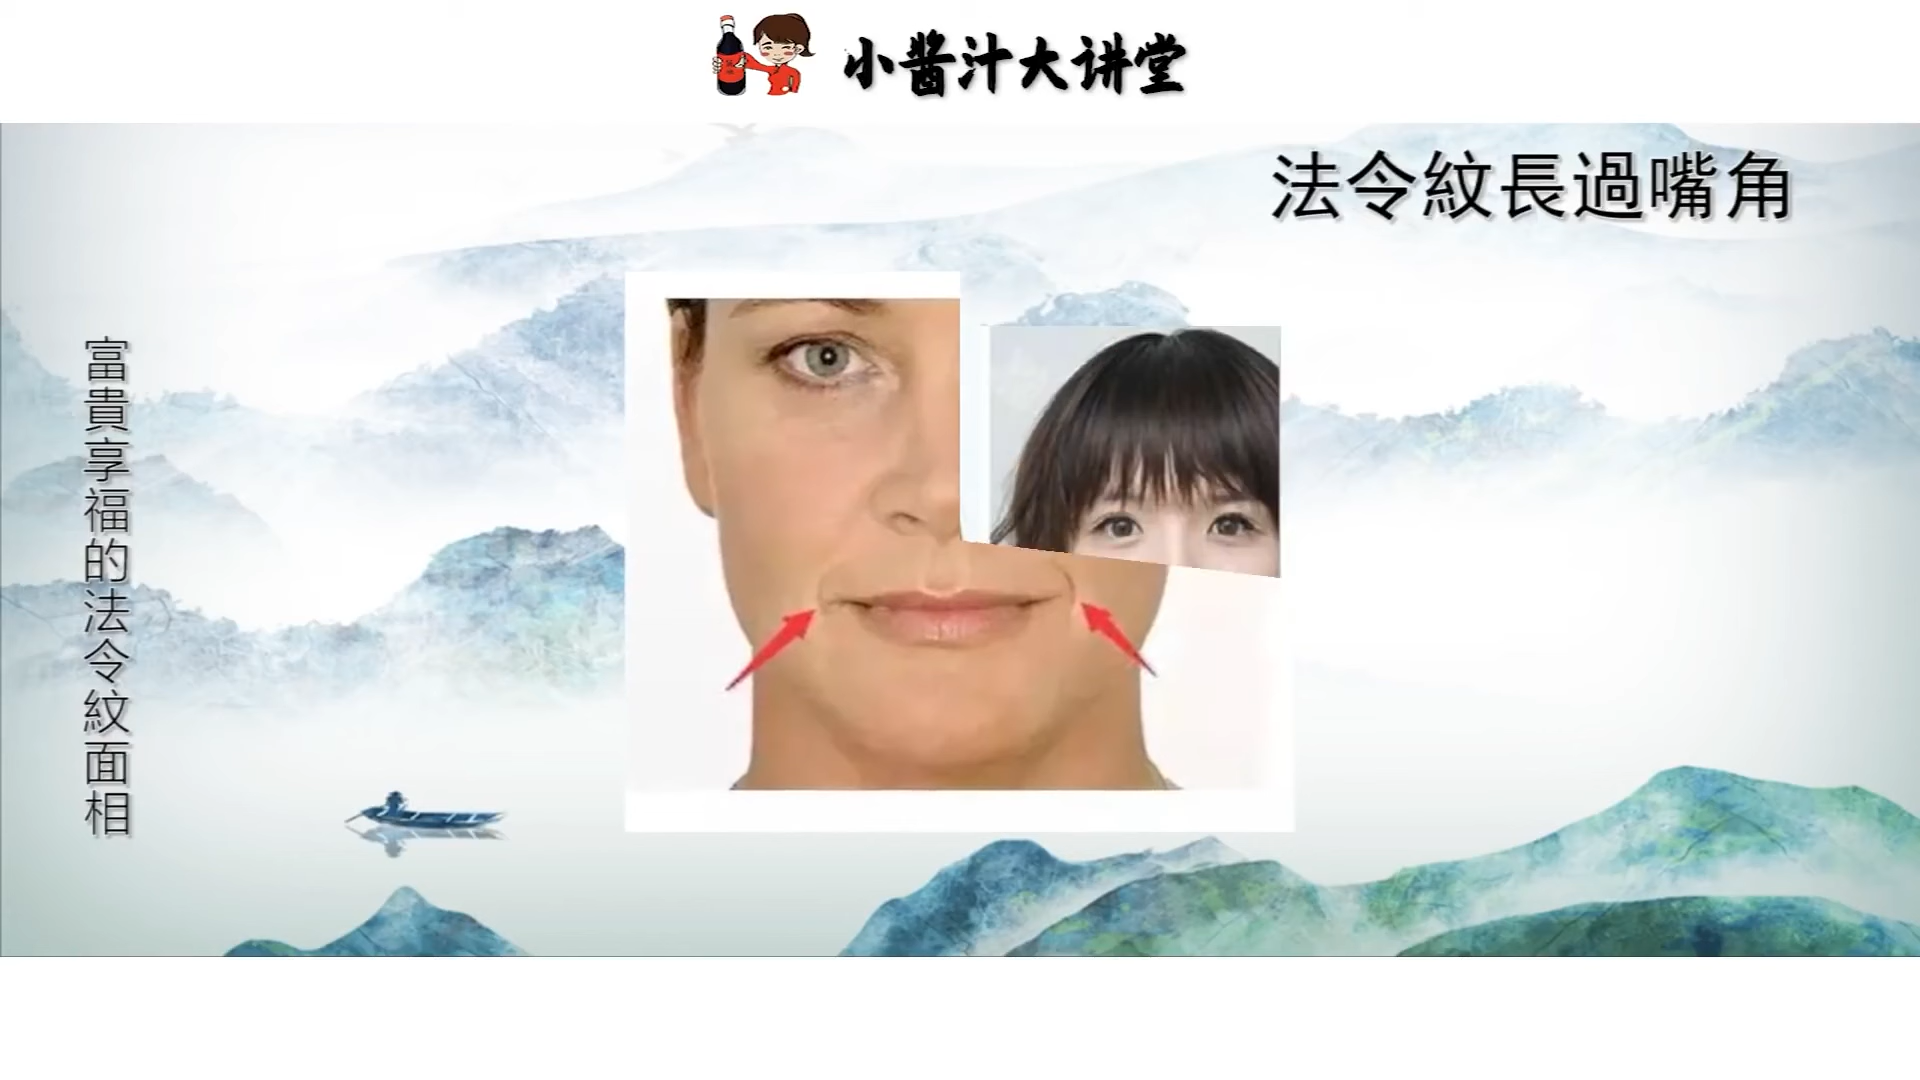 小酱汁大讲堂
法令紋長過嘴角
富貴享福的法令紋面相